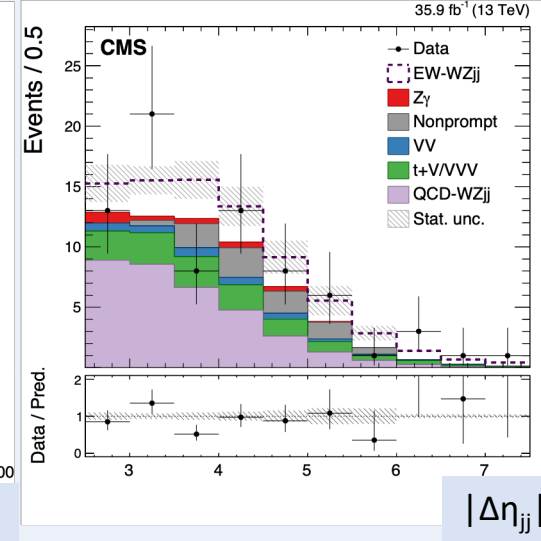 35.9 fb⁻¹ (13 TeV)
CMS
Events / 0.5
25
20
15
10
5
Data
EW-WZjj
Zγ
Nonprompt
VV
t+V/VVV
QCD-WZjj
Stat. unc.
Data / Pred.
2
1
0
3 4 5 6 7
00
|Δη_jj|